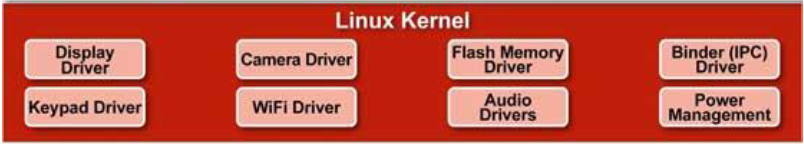 Linux Kernel
Display
Driver
Camera Driver
Flash Memory
Driver
Binder (IPC)
Driver
Keypad Driver
WiFi Driver
Audio
Drivers
Power
Management